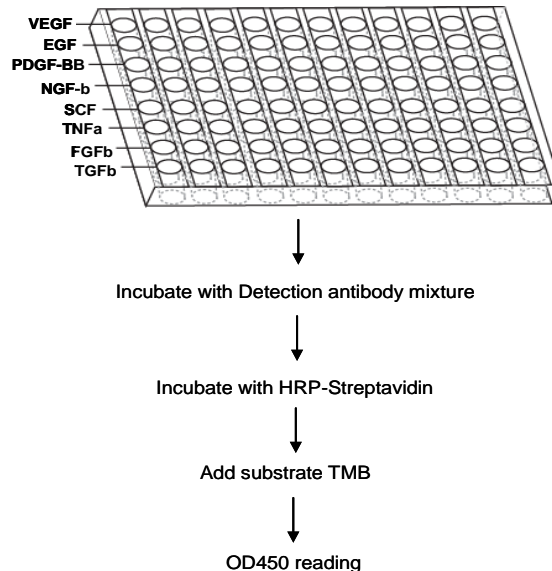 VEGF
EGF
PDGF-BB
NGF-b
SCF
TNFa
FGFb
TGFb
Incubate with Detection antibody mixture
Incubate with HRP-Streptavidin
Add substrate TMB
OD450 reading